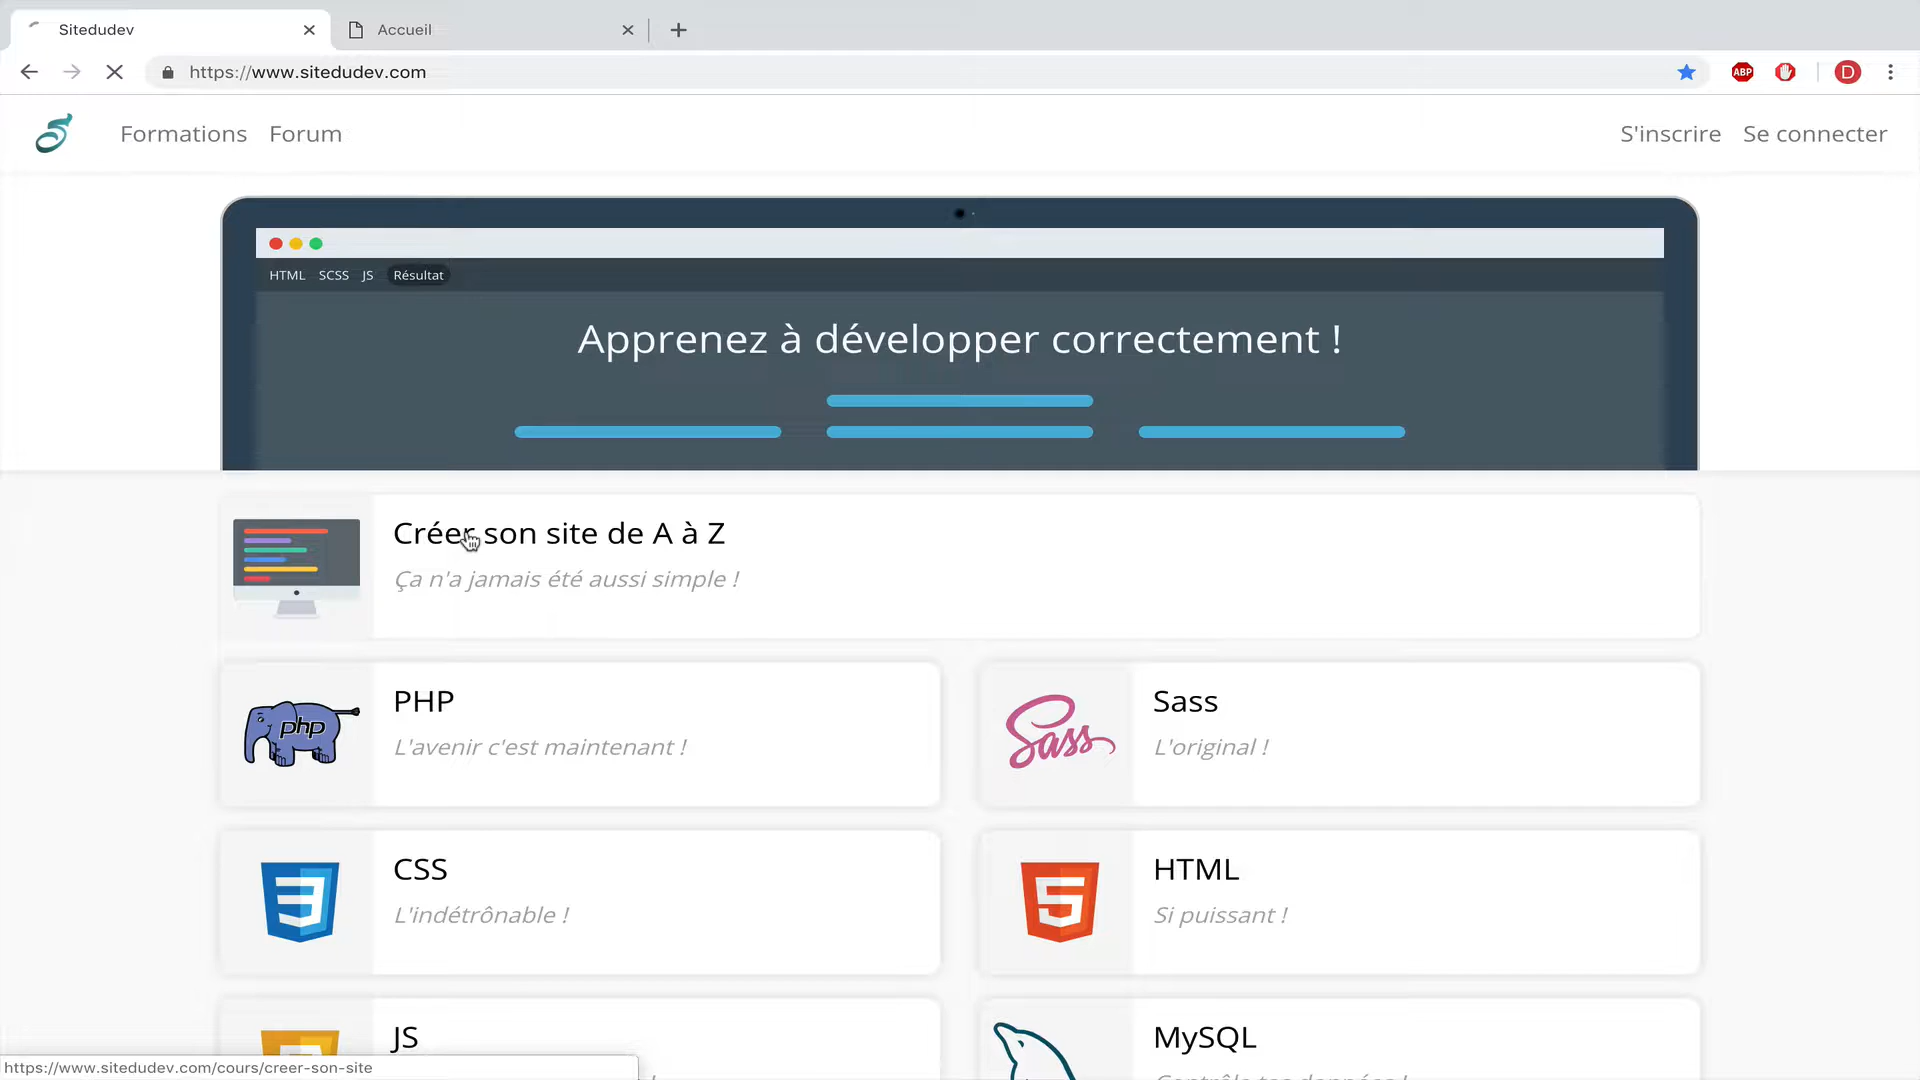 Sitedudev
Accueil
https://www.sitedudev.com
ABP
D
Formations Forum
S'inscrire Se connecter
HTML SCSS JS Résultat
Apprenez à développer correctement !
Créer son site de A à Z
Ça n'a jamais été aussi simple !
php
PHP
L'avenir c'est maintenant !
Sass
Sass
L'original !
CSS
L'indétrônable !
HTML
Si puissant !
JS
MySQL
https://www.sitedudev.com/cours/creer-son-site